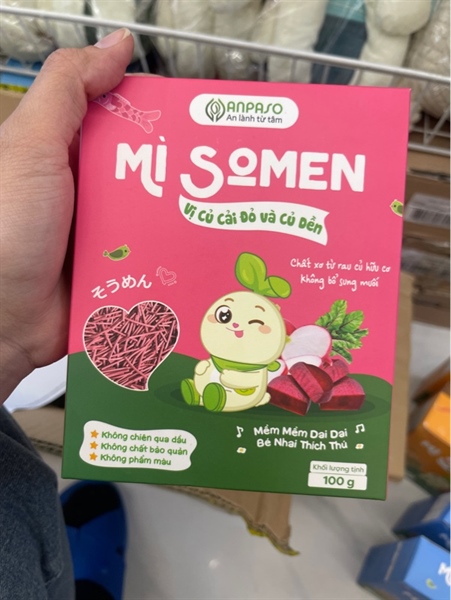 ANPASO
An lành từ tâm
MÌ SOMEN
Vị Củ Cải Đỏ và Củ Dền
Chất xơ từ rau củ hữu cơ
Không bổ sung muối
そうめん
Mềm Mềm Dai Dai
Bé Nhai Thích Thú
Không chiên qua dầu
Không chất bảo quản
Không phẩm màu
Khối lượng tịnh
100 g
MÌ